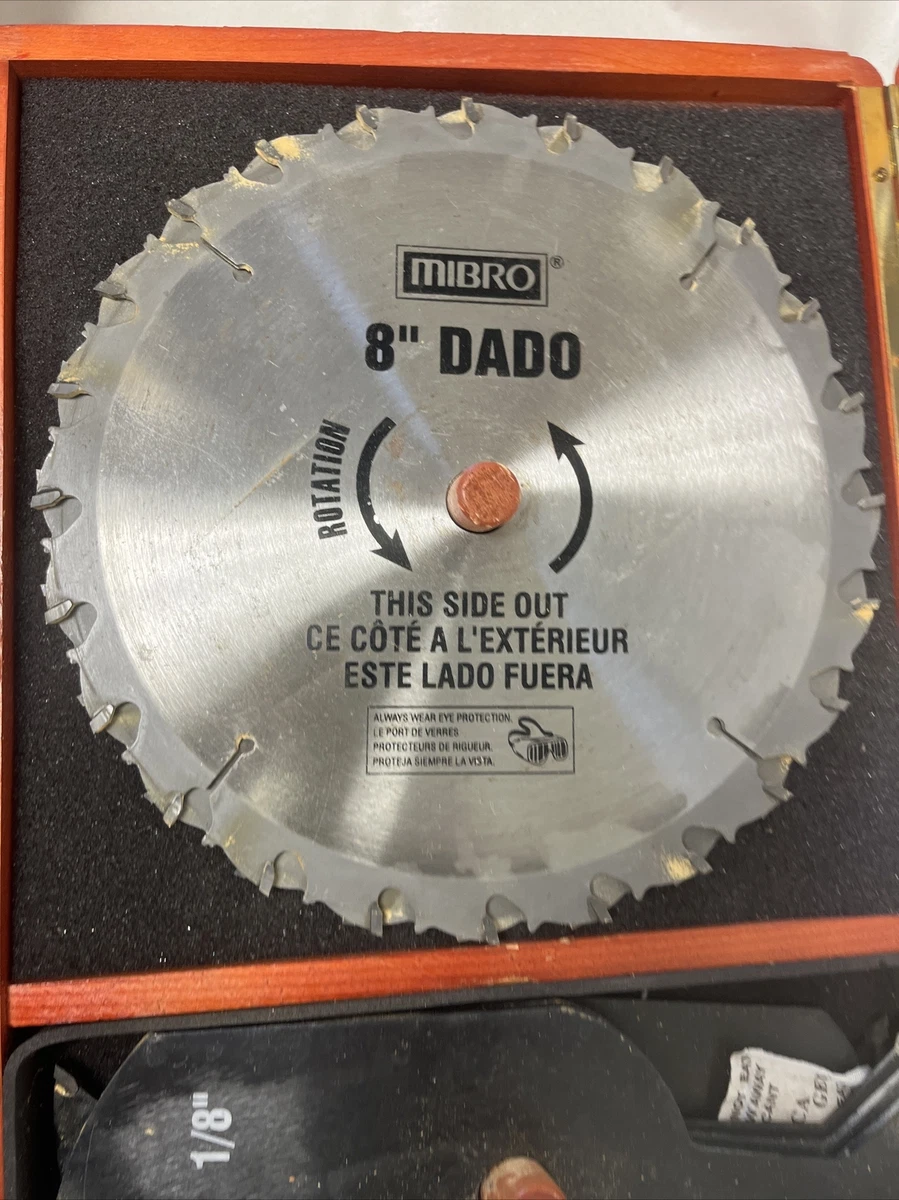 MIBRO®
8" DADO
ROTATION
THIS SIDE OUT
CE CÔTÉ A L'EXTÉRIEUR
ESTE LADO FUERA
ALWAYS WEAR EYE PROTECTION.
LE PORT DE VERRES
PROTECTEURS DE RIGUEUR.
PROTEJA SIEMPRE LA VISTA.
1/8"